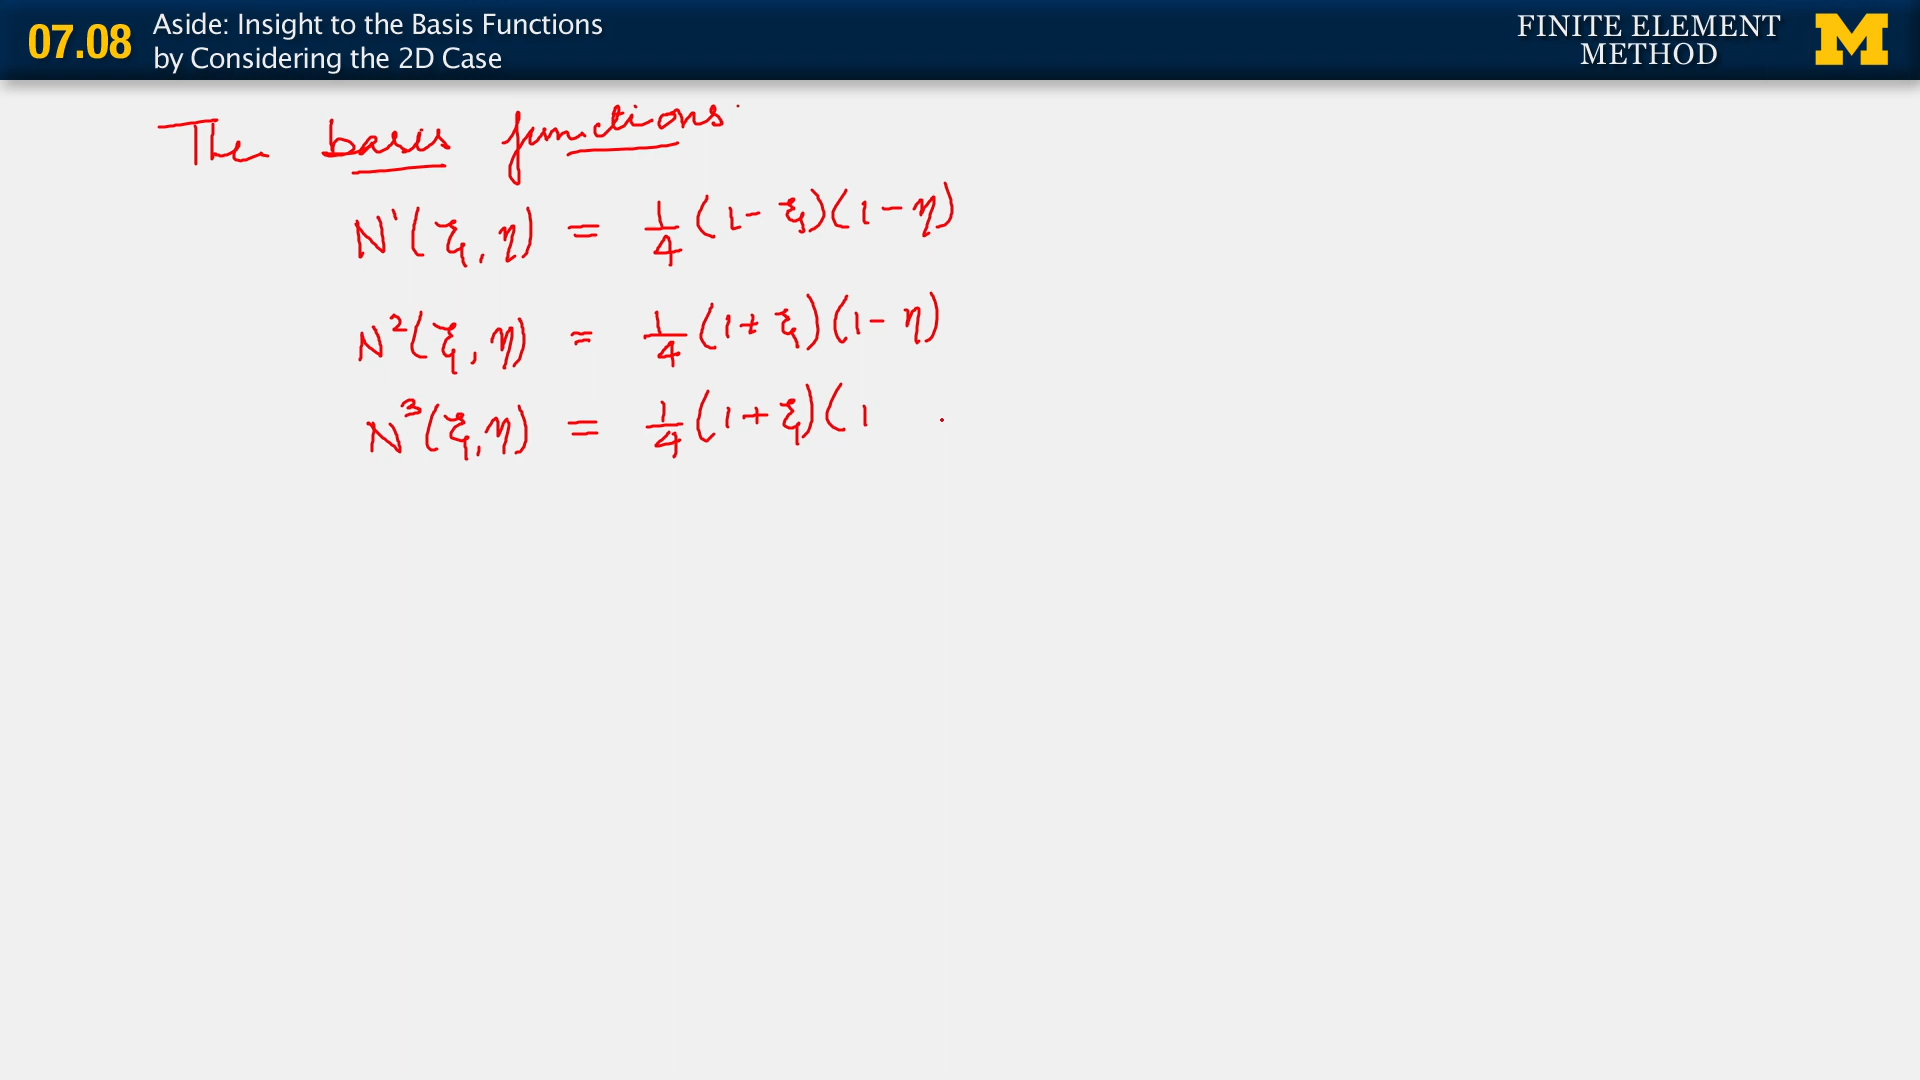 07.08
Aside: Insight to the Basis Functions
by Considering the 2D Case
FINITE ELEMENT
METHOD
M
The basis functions.
N¹(ξ, η) = 1/4 (1 - ξ)(1 - η)
N²(ξ, η) = 1/4 (1 + ξ)(1 - η)
N³(ξ, η) = 1/4 (1 + ξ)(1